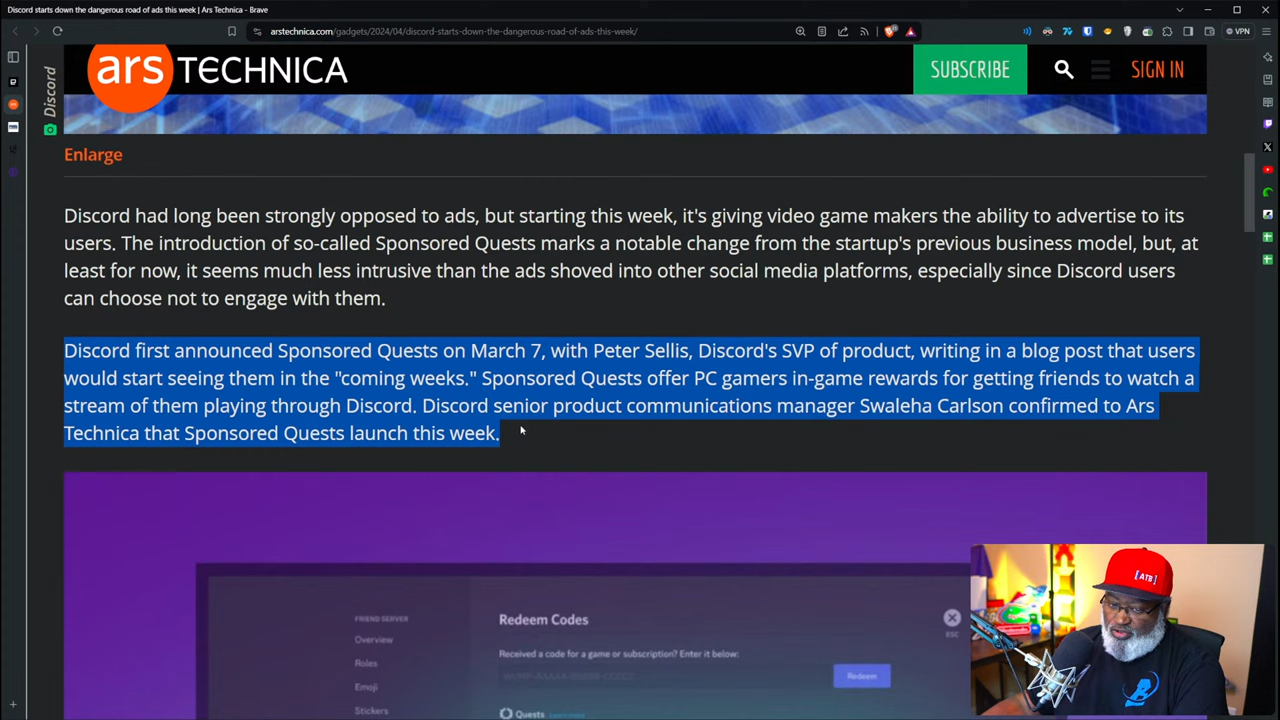 Discord starts down the dangerous road of ads this week | Ars Technica - Brave
arstechnica.com/gadgets/2024/04/discord-starts-down-the-dangerous-road-of-ads-this-week/
VPN
ars TECHNICA
SUBSCRIBE
SIGN IN
Discord
Enlarge
Discord had long been strongly opposed to ads, but starting this week, it's giving video game makers the ability to advertise to its
users. The introduction of so-called Sponsored Quests marks a notable change from the startup's previous business model, but, at
least for now, it seems much less intrusive than the ads shoved into other social media platforms, especially since Discord users
can choose not to engage with them.
Discord first announced Sponsored Quests on March 7, with Peter Sellis, Discord's SVP of product, writing in a blog post that users
would start seeing them in the "coming weeks." Sponsored Quests offer PC gamers in-game rewards for getting friends to watch a
stream of them playing through Discord. Discord senior product communications manager Swaleha Carlson confirmed to Ars
Technica that Sponsored Quests launch this week.
FRIEND SERVER
Overview
Roles
Emoji
Stickers
Redeem Codes
ESC
Received a code for a game or subscription? Enter it below:
Redeem
Quests Learn more
[ ATB ]